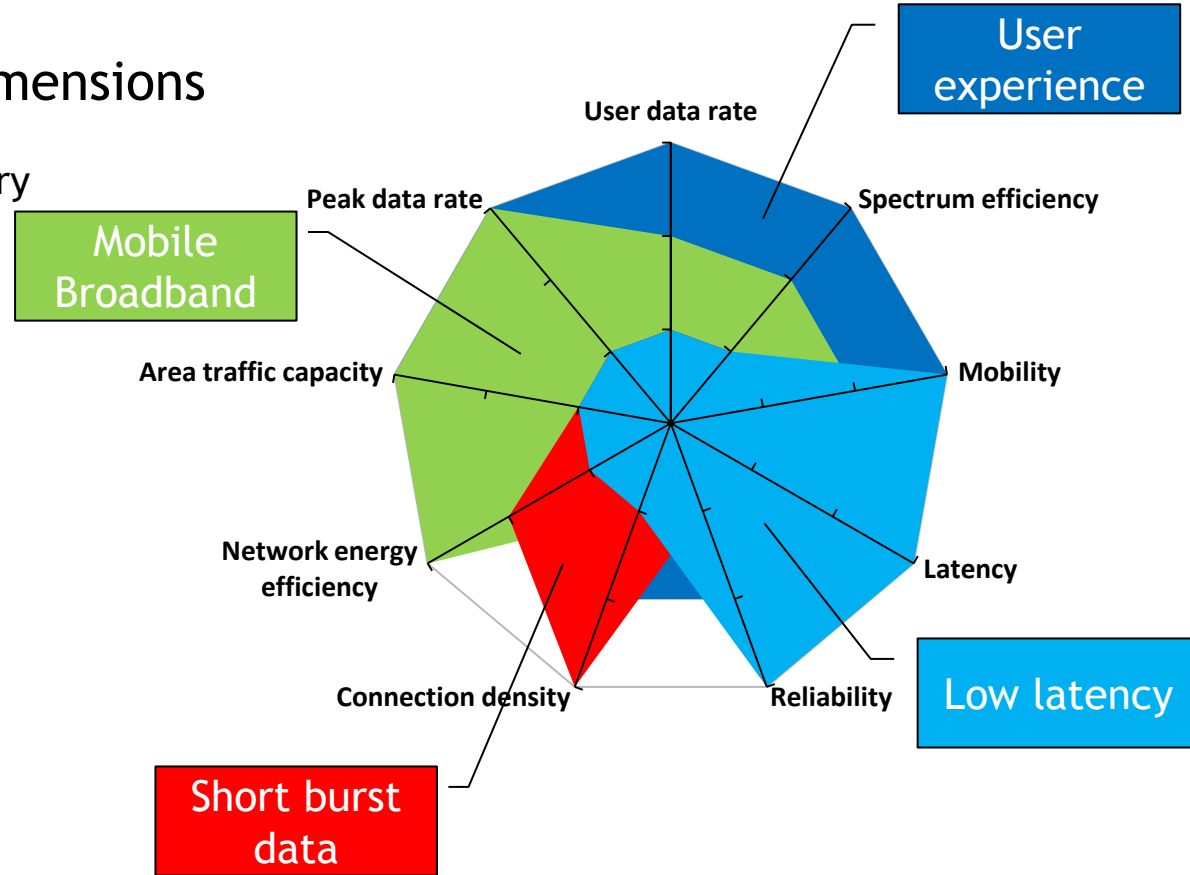 mensions
ry
User
experience
User data rate
Peak data rate
Spectrum efficiency
Mobile
Broadband
Area traffic capacity
Mobility
Network energy
efficiency
Latency
Connection density
Reliability
Low latency
Short burst
data